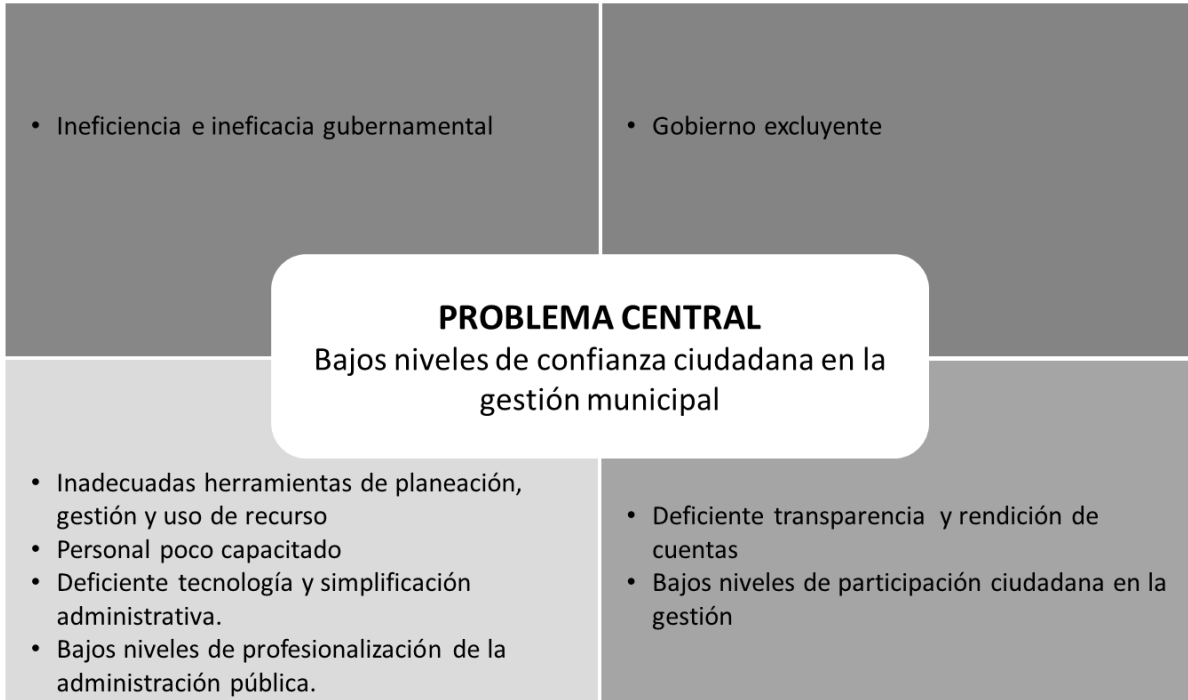 • Ineficiencia e ineficacia gubernamental
• Gobierno excluyente
PROBLEMA CENTRAL
Bajos niveles de confianza ciudadana en la
gestión municipal
• Inadecuadas herramientas de planeación,
gestión y uso de recurso
• Personal poco capacitado
• Deficiente tecnología y simplificación
administrativa.
• Bajos niveles de profesionalización de la
administración pública.
• Deficiente transparencia y rendición de
cuentas
• Bajos niveles de participación ciudadana en la
gestión